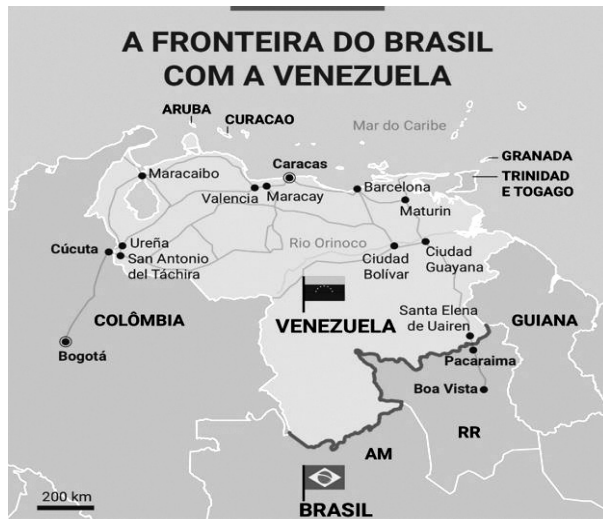 A FRONTEIRA DO BRASIL
COM A VENEZUELA
ARUBA
CURACAO
Mar do Caribe
GRANADA
TRINIDAD
E TOGAGO
Caracas
Maracaibo
Valencia
Maracay
Barcelona
Maturin
Cúcuta
Ureña
San Antonio
del Táchira
Rio Orinoco
Ciudad
Bolívar
Ciudad
Guayana
COLÔMBIA
VENEZUELA
Santa Elena
de Uairen
GUIANA
Bogotá
Pacaraima
Boa Vista
RR
AM
BRASIL
200 km